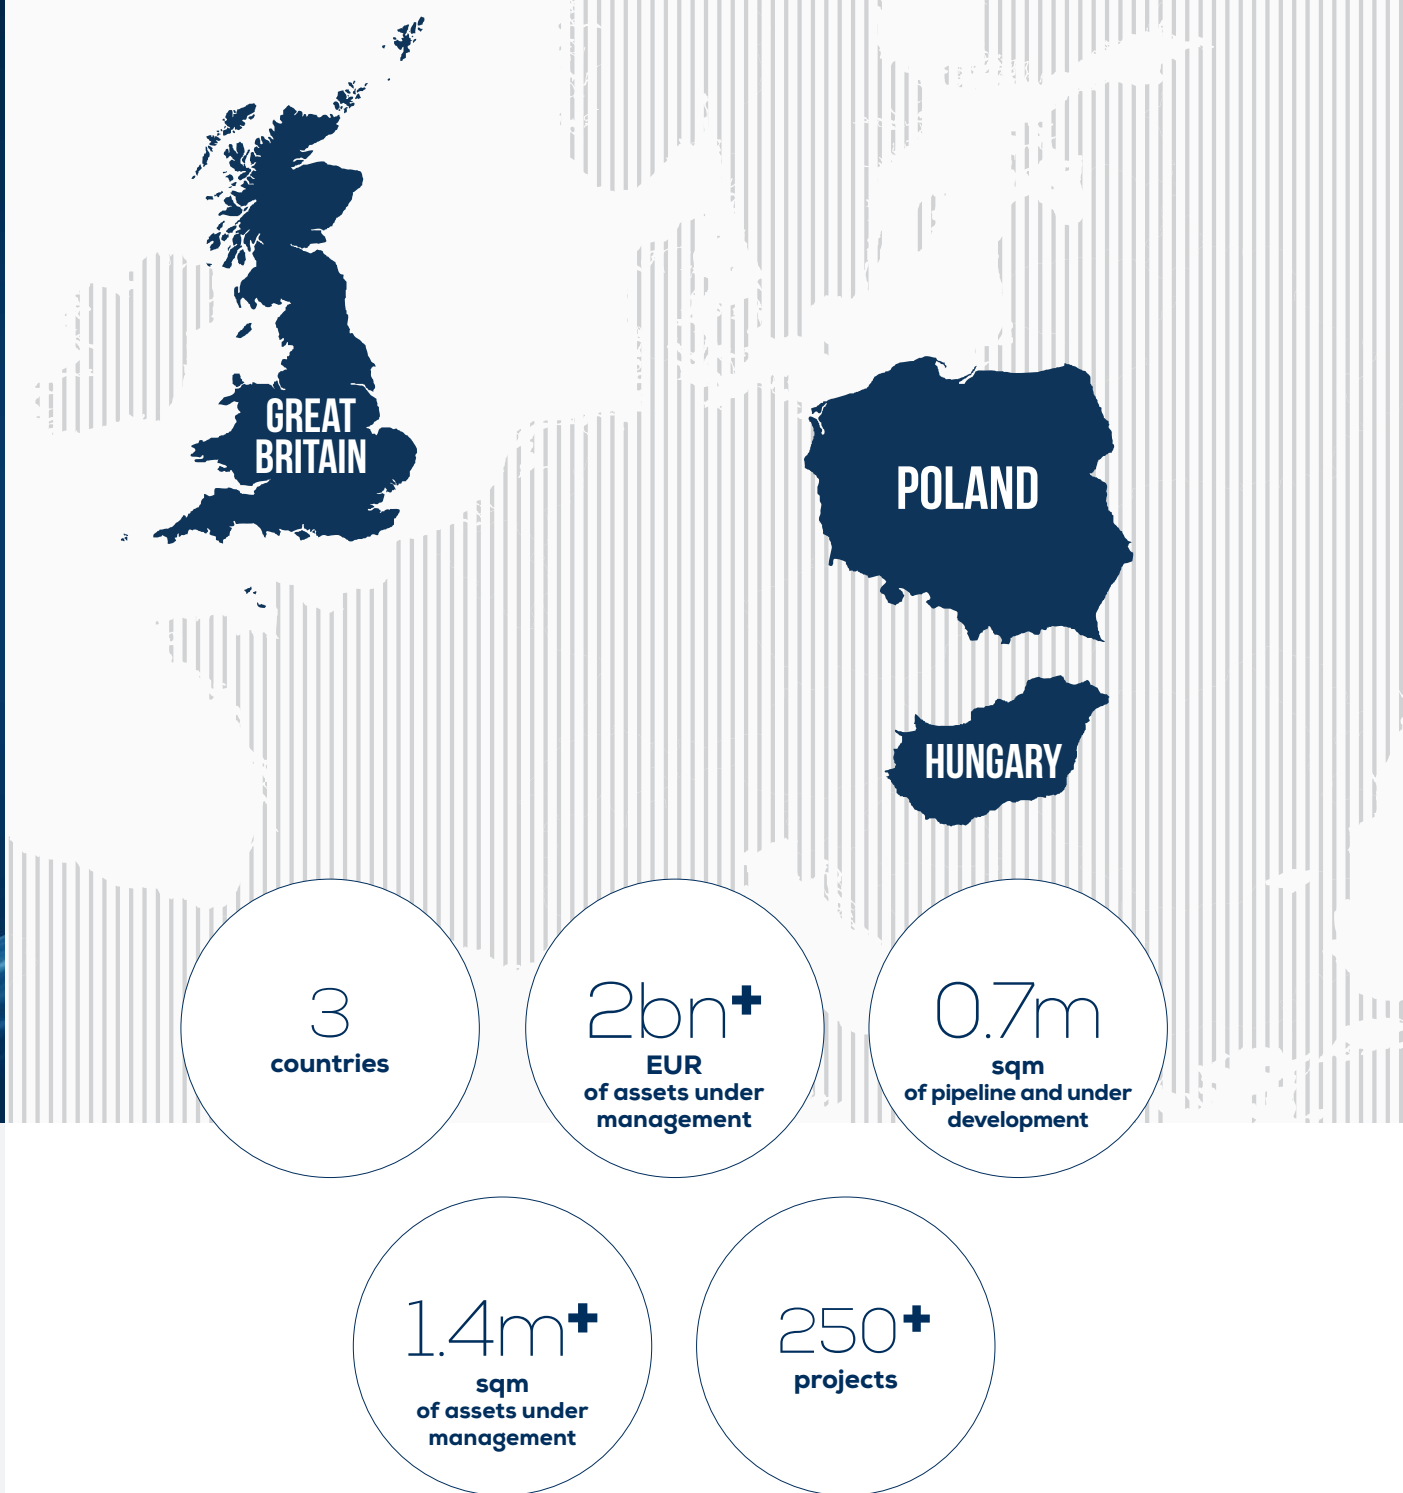 GREAT
BRITAIN
POLAND
HUNGARY
3
countries
2bn+
EUR
of assets under
management
0.7m
sqm
of pipeline and under
development
1.4m+
sqm
of assets under
management
250+
projects